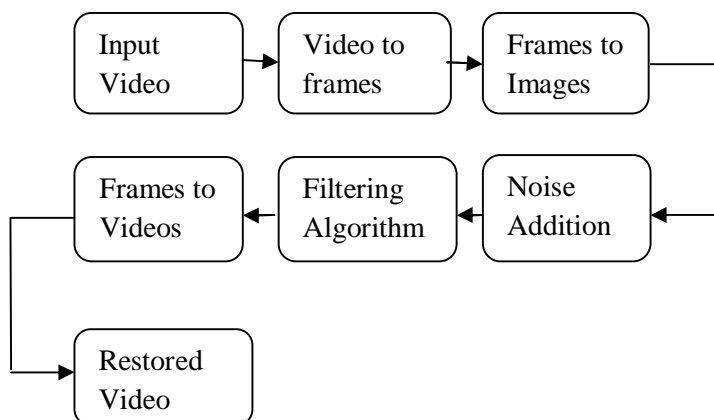 Input
Video
Video to
frames
Frames to
Images
Noise
Addition
Filtering
Algorithm
Frames to
Videos
Restored
Video